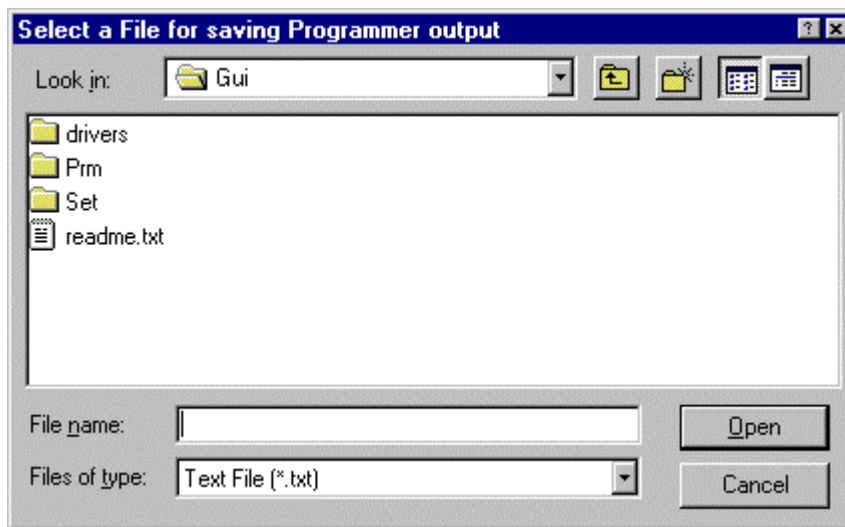 Select a File for saving Programmer output
Look in: Gui
drivers
Prm
Set
readme.txt
File name: Open
Files of type: Text File (*.txt) Cancel